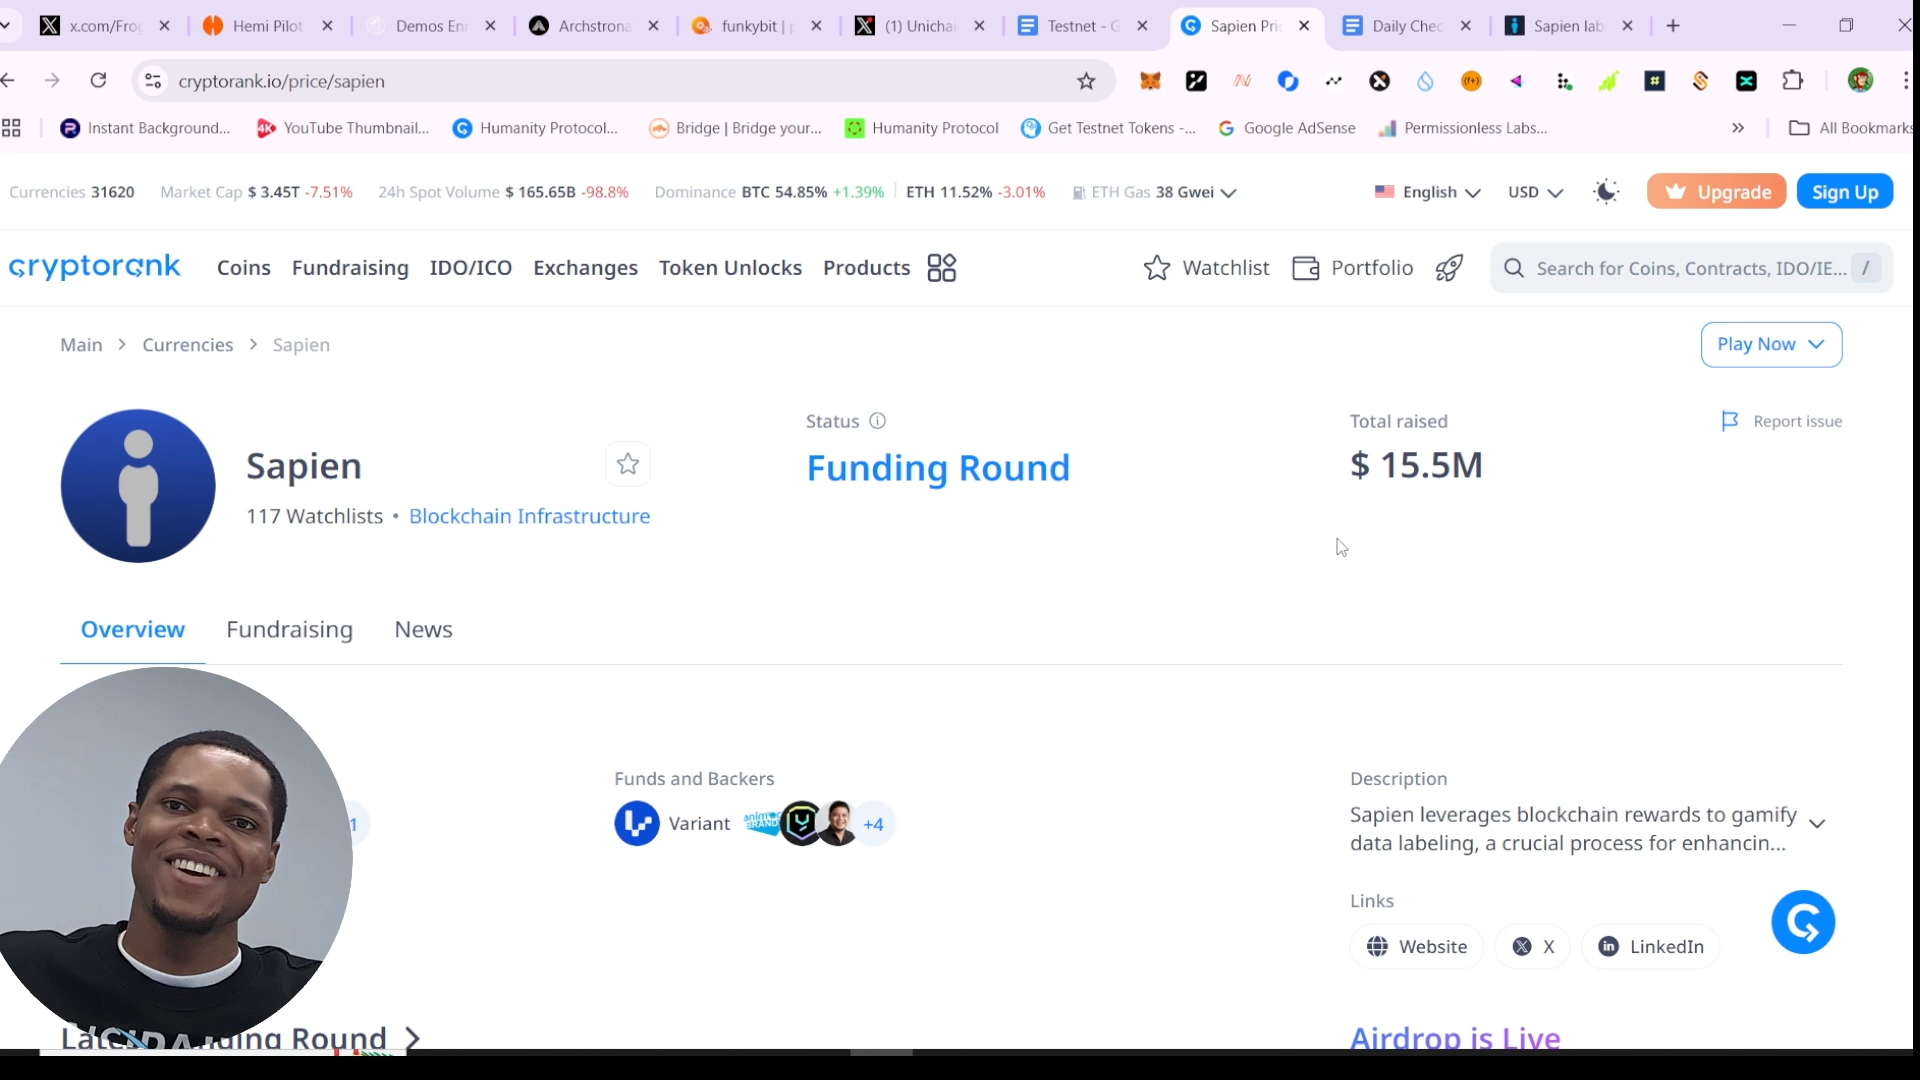 x.com/Frog
Hemi Pilot
Demos Enr
Archstrona
funkybit | p
(1) Unichai
Testnet - G
Sapien Pric
Daily Chec
Sapien lab
cryptorank.io/price/sapien
Instant Background...
YouTube Thumbnail...
Humanity Protocol...
Bridge | Bridge your...
Humanity Protocol
Get Testnet Tokens -...
Google AdSense
Permissionless Labs...
»
All Bookmarks
Currencies 31620
Market Cap $ 3.45T -7.51%
24h Spot Volume $ 165.65B -98.8%
Dominance BTC 54.85% +1.39%
ETH 11.52% -3.01%
ETH Gas 38 Gwei
English
USD
Upgrade
Sign Up
cryptorank
Coins
Fundraising
IDO/ICO
Exchanges
Token Unlocks
Products
Watchlist
Portfolio
Search for Coins, Contracts, IDO/IE... /
Main > Currencies > Sapien
Play Now
Sapien
117 Watchlists • Blockchain Infrastructure
Status
Funding Round
Total raised
$ 15.5M
Report issue
Overview
Fundraising
News
1
Funds and Backers
Variant
+4
Description
Sapien leverages blockchain rewards to gamify
data labeling, a crucial process for enhancin...
Links
Website
X
LinkedIn
Round
Airdrop is Live